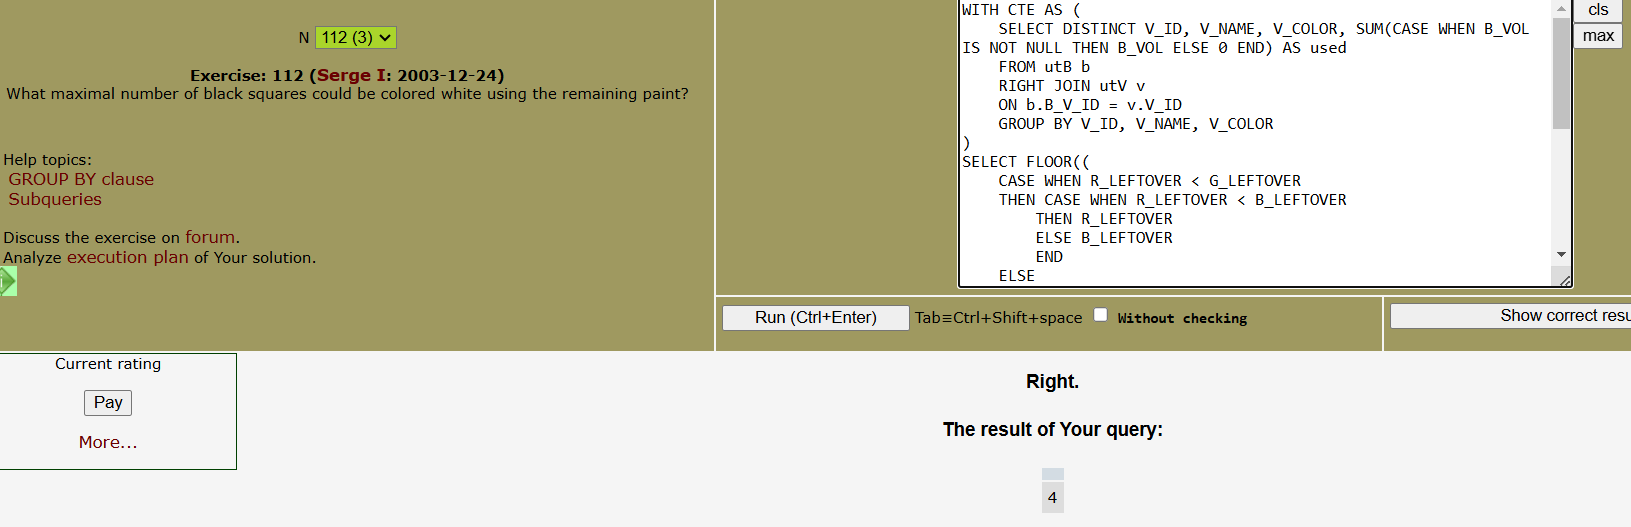 N 112 (3)
Exercise: 112 (Serge I: 2003-12-24)
What maximal number of black squares could be colored white using the remaining paint?
Help topics:
GROUP BY clause
Subqueries
Discuss the exercise on forum.
Analyze execution plan of Your solution.
WITH CTE AS (
SELECT DISTINCT V_ID, V_NAME, V_COLOR, SUM(CASE WHEN B_VOL
IS NOT NULL THEN B_VOL ELSE 0 END) AS used
FROM utB b
RIGHT JOIN utV v
ON b.B_V_ID = v.V_ID
GROUP BY V_ID, V_NAME, V_COLOR
)
SELECT FLOOR((
CASE WHEN R_LEFTOVER < G_LEFTOVER
THEN CASE WHEN R_LEFTOVER < B_LEFTOVER
THEN R_LEFTOVER
ELSE B_LEFTOVER
END
ELSE
cls
max
Run (Ctrl+Enter) Tab≡Ctrl+Shift+space Without checking
Show correct resu
Current rating
Pay
More...
Right.
The result of Your query:
4